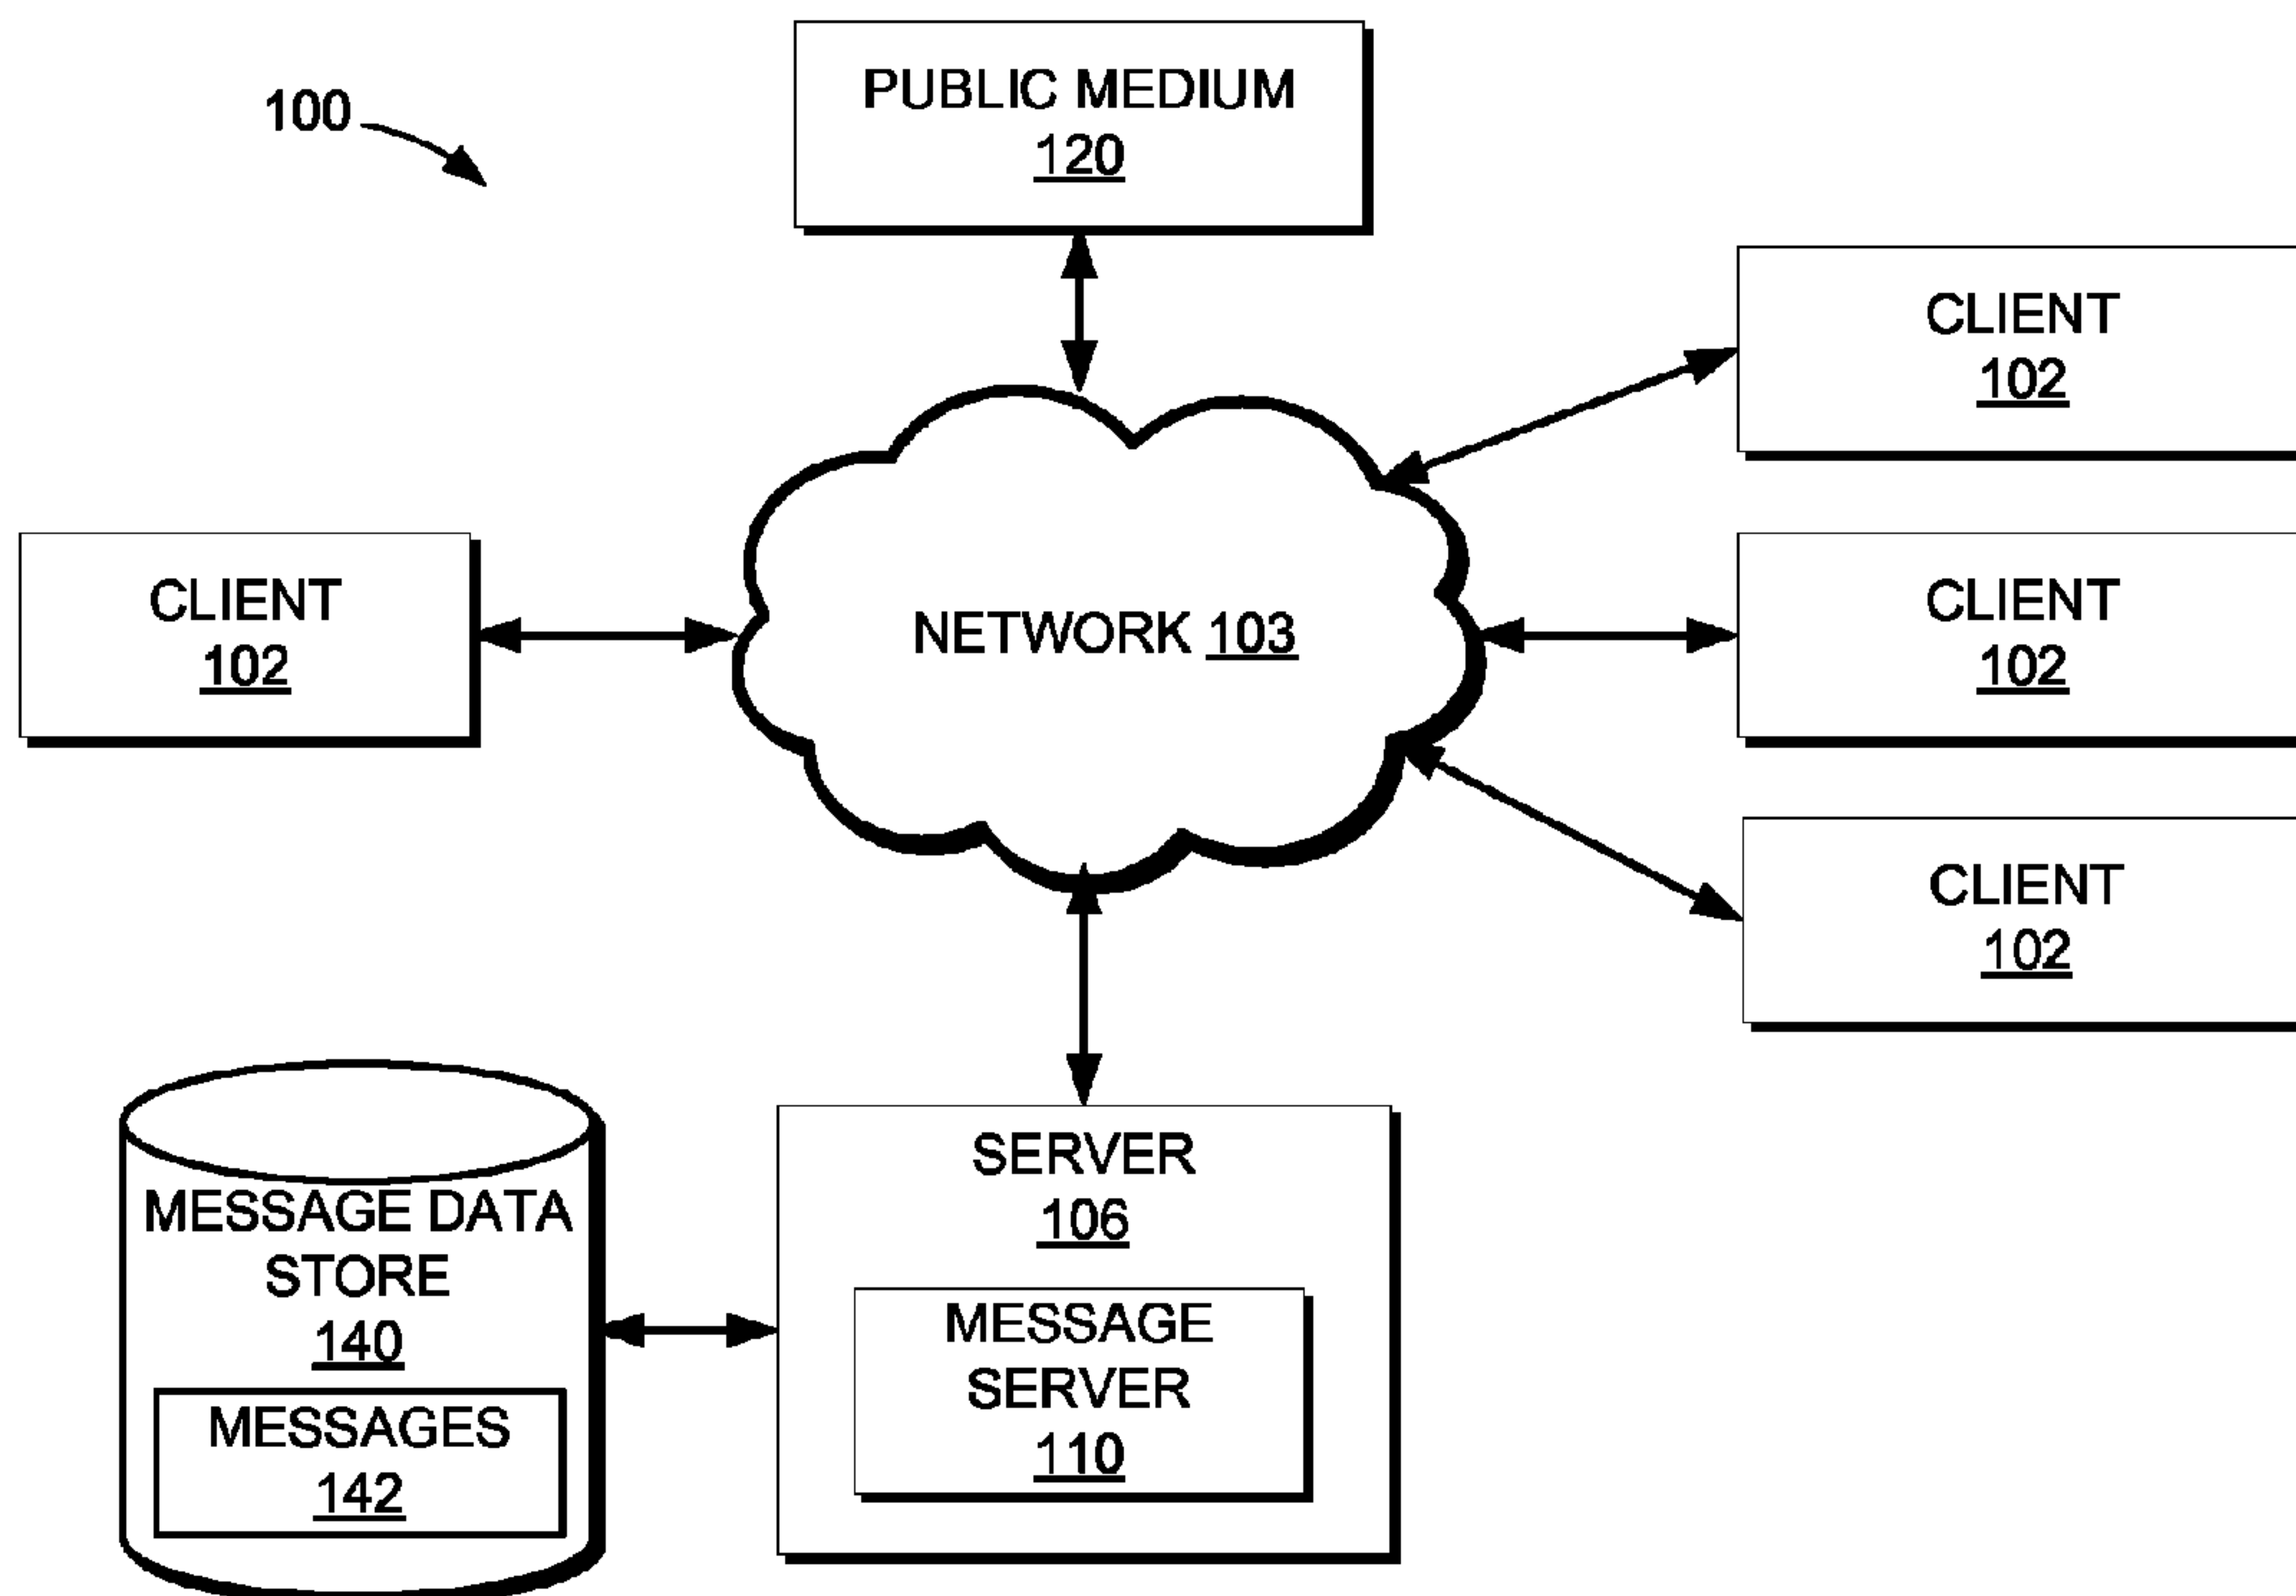 100
PUBLIC MEDIUM
120
CLIENT
102
CLIENT
102
NETWORK 103
CLIENT
102
CLIENT
102
SERVER
106
MESSAGE SERVER
110
MESSAGE DATA
STORE
140
MESSAGES
142